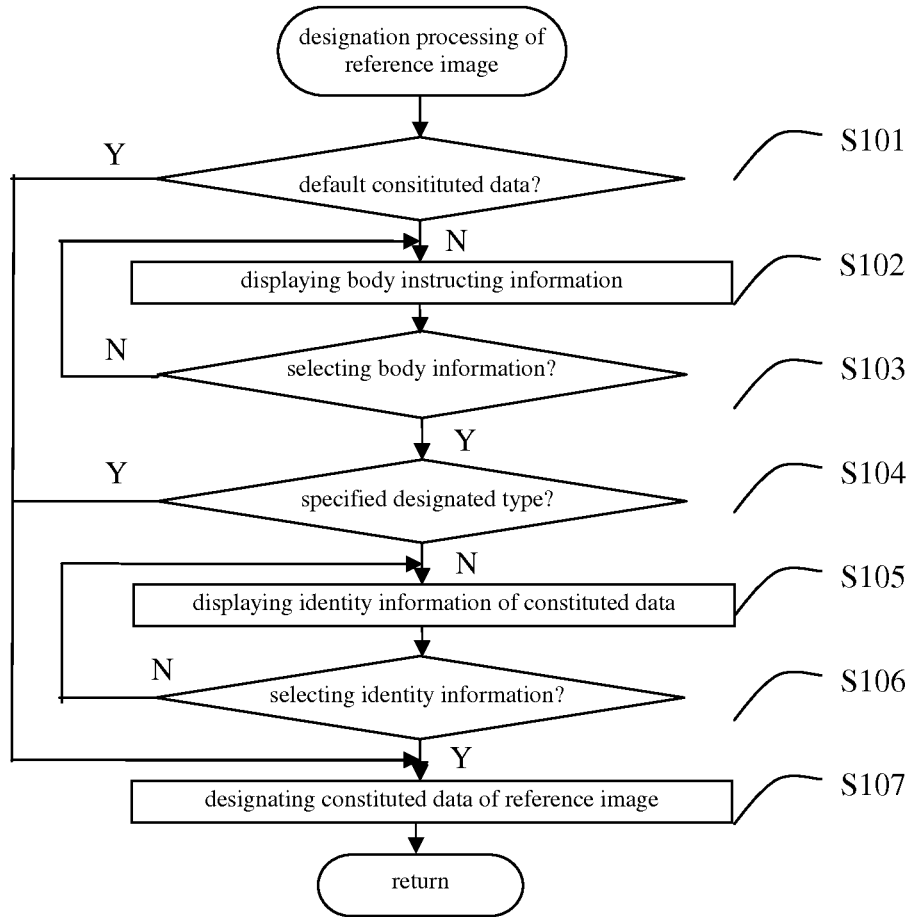 designation processing of
reference image
Y
S101
default consitituted data?
N
S102
displaying body instructing information
N
selecting body information?
S103
Y
Y
S104
specified designated type?
N
S105
displaying identity information of constituted data
N
selecting identity information?
S106
Y
S107
designating constituted data of reference image
return